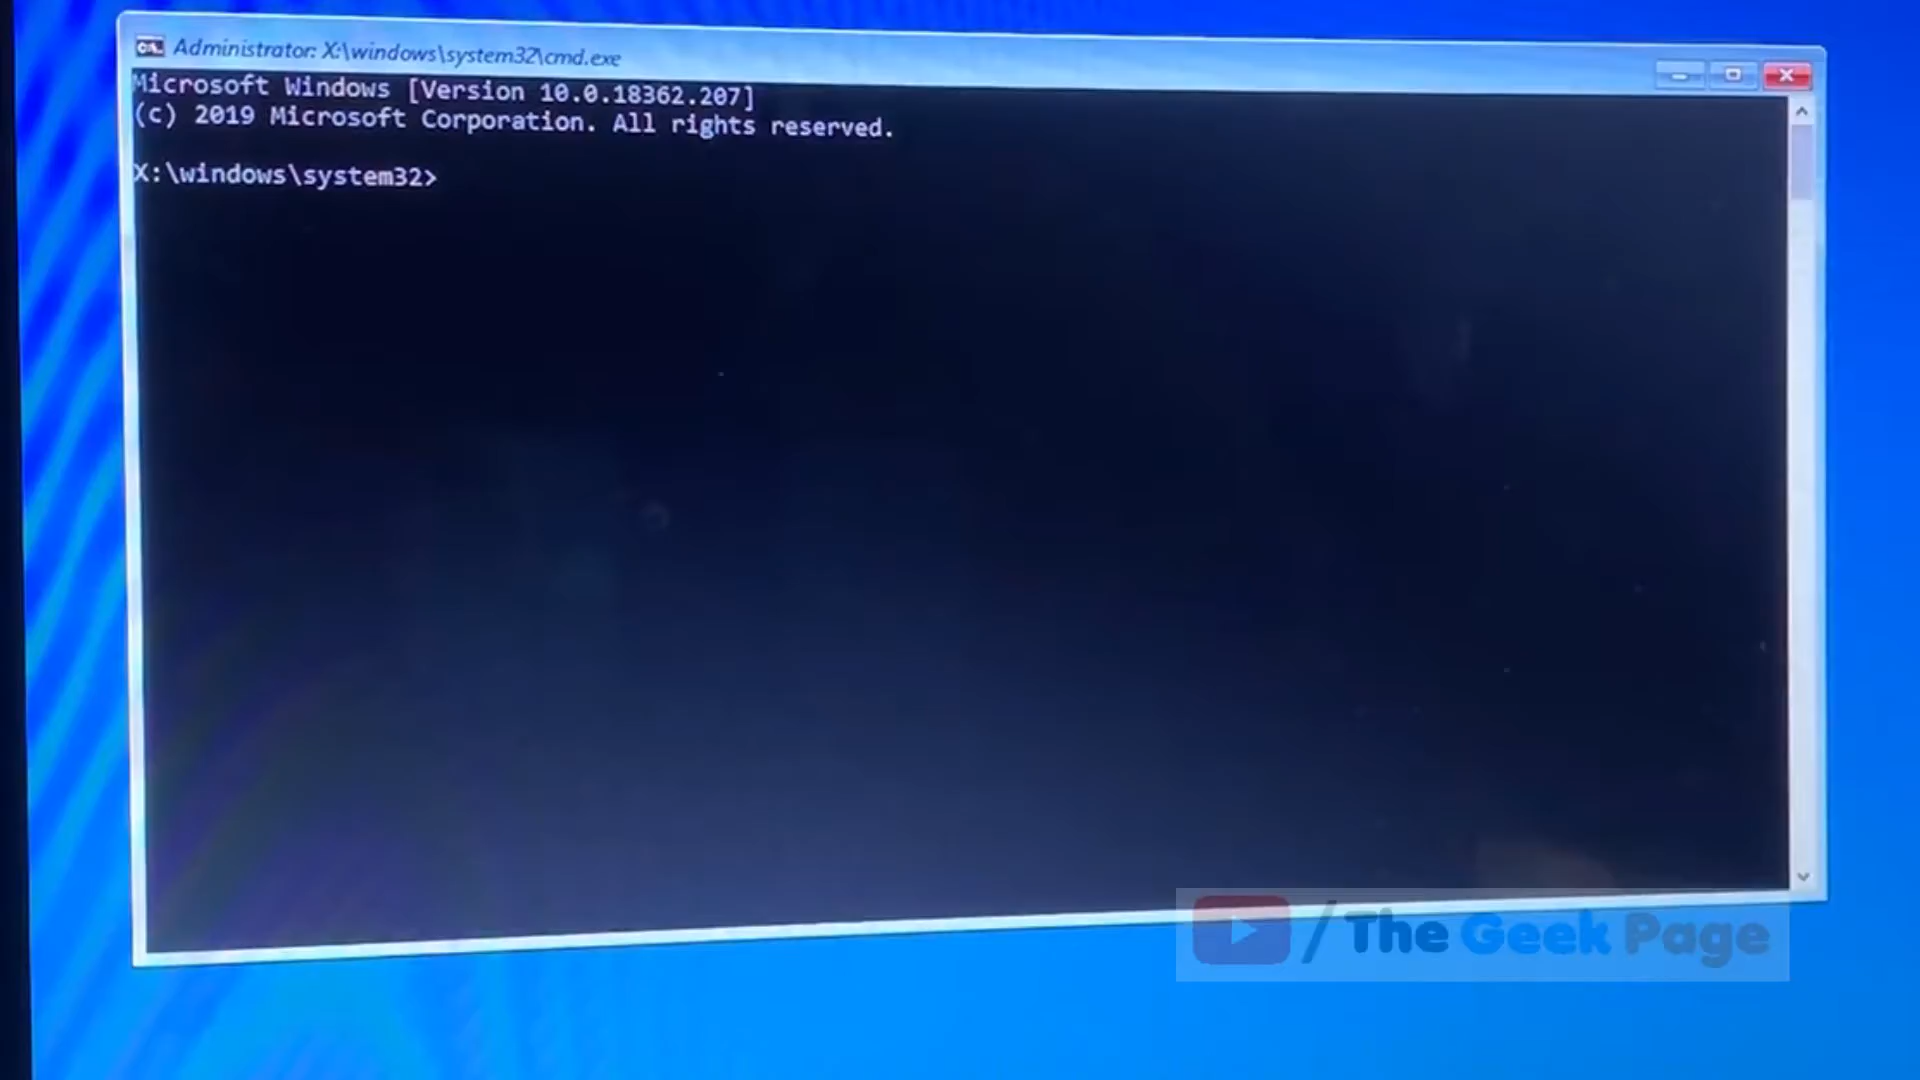 Administrator: X:\windows\system32\cmd.exe
Microsoft Windows [Version 10.0.18362.207]
(c) 2019 Microsoft Corporation. All rights reserved.
X:\windows\system32>
/The Geek Page